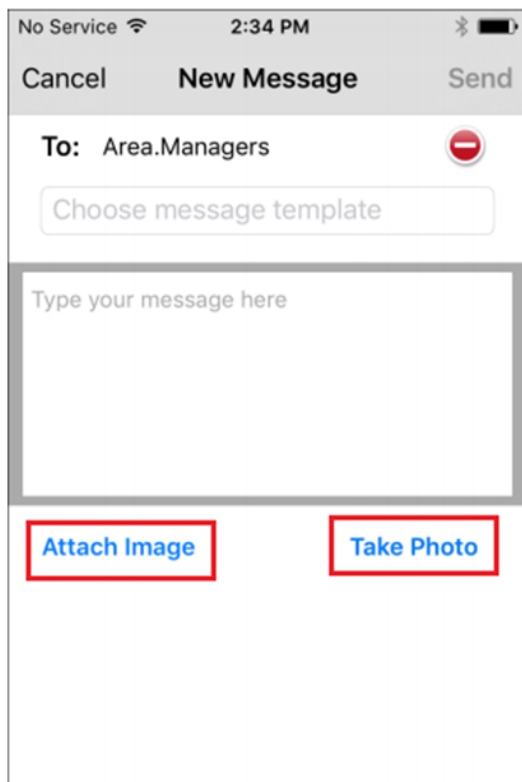 No Service 2:34 PM
Cancel New Message Send
To: Area.Managers
Choose message template
Type your message here
Attach Image Take Photo